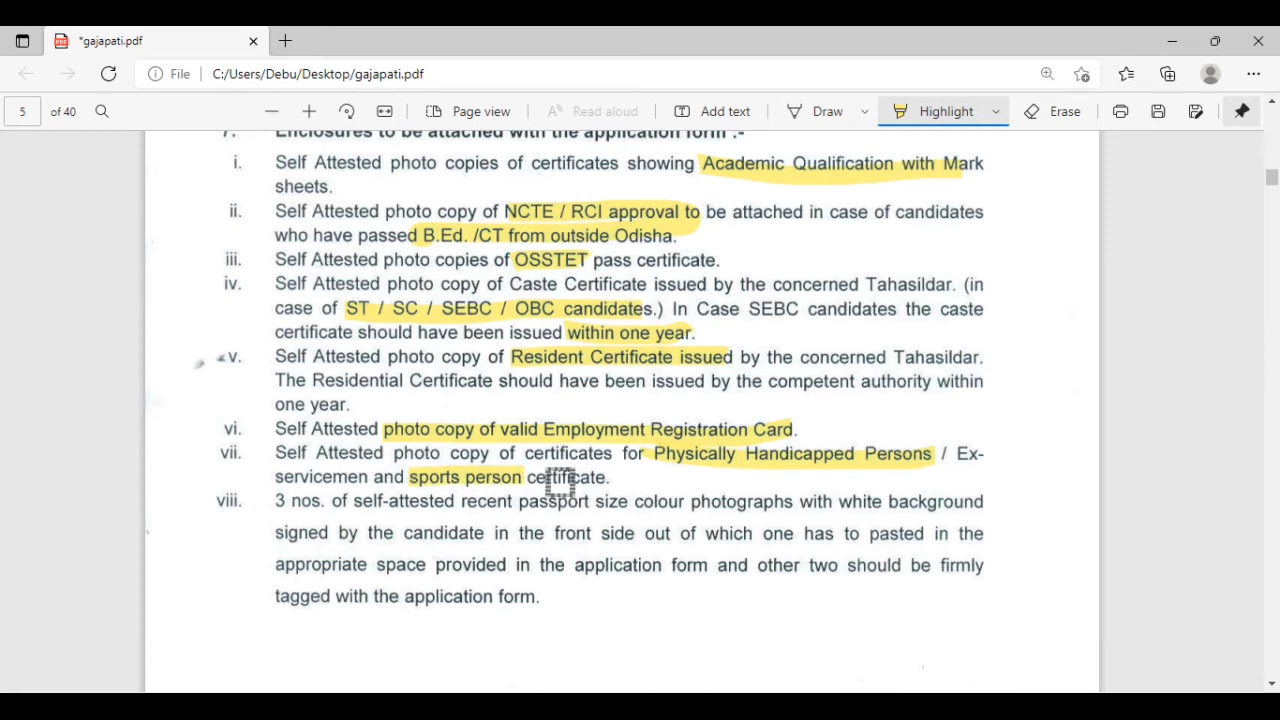 *gajapati.pdf
File C:/Users/Debu/Desktop/gajapati.pdf
5 of 40 Page view Read aloud Add text Draw Highlight Erase
7. Enclosures to be attached with the application form :-
i. Self Attested photo copies of certificates showing Academic Qualification with Mark
sheets.
ii. Self Attested photo copy of NCTE / RCI approval to be attached in case of candidates
who have passed B.Ed. /CT from outside Odisha.
iii. Self Attested photo copies of OSSTET pass certificate.
iv. Self Attested photo copy of Caste Certificate issued by the concerned Tahasildar. (in
case of ST / SC / SEBC / OBC candidates.) In Case SEBC candidates the caste
certificate should have been issued within one year.
v. Self Attested photo copy of Resident Certificate issued by the concerned Tahasildar.
The Residential Certificate should have been issued by the competent authority within
one year.
vi. Self Attested photo copy of valid Employment Registration Card.
vii. Self Attested photo copy of certificates for Physically Handicapped Persons / Ex-
servicemen and sports person certificate.
viii. 3 nos. of self-attested recent passport size colour photographs with white background
signed by the candidate in the front side out of which one has to pasted in the
appropriate space provided in the application form and other two should be firmly
tagged with the application form.